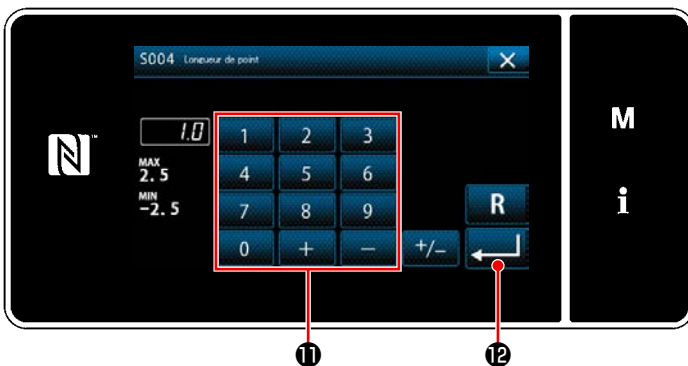 S004 Longueur de point
1.0
MAX
2.5
MIN
-2.5
1 2 3
4 5 6
7 8 9
0 + − +/−
R
M
i
N™
⓫ ⓬